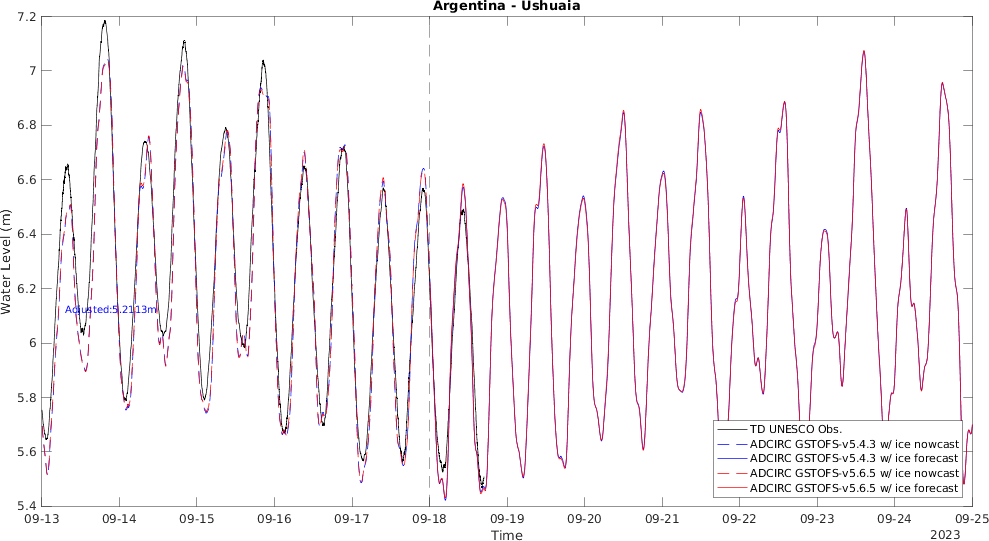 Argentina - Ushuaia
7.2
7
6.8
6.6
6.4
6.2
6
5.8
5.6
5.4
Water Level (m)
Adjusted:5.2113m
TD UNESCO Obs.
ADCIRC GSTOFS-v5.4.3 w/ ice nowcast
ADCIRC GSTOFS-v5.4.3 w/ ice forecast
ADCIRC GSTOFS-v5.6.5 w/ ice nowcast
ADCIRC GSTOFS-v5.6.5 w/ ice forecast
09-13 09-14 09-15 09-16 09-17 09-18 09-19 09-20 09-21 09-22 09-23 09-24 09-25
Time
2023